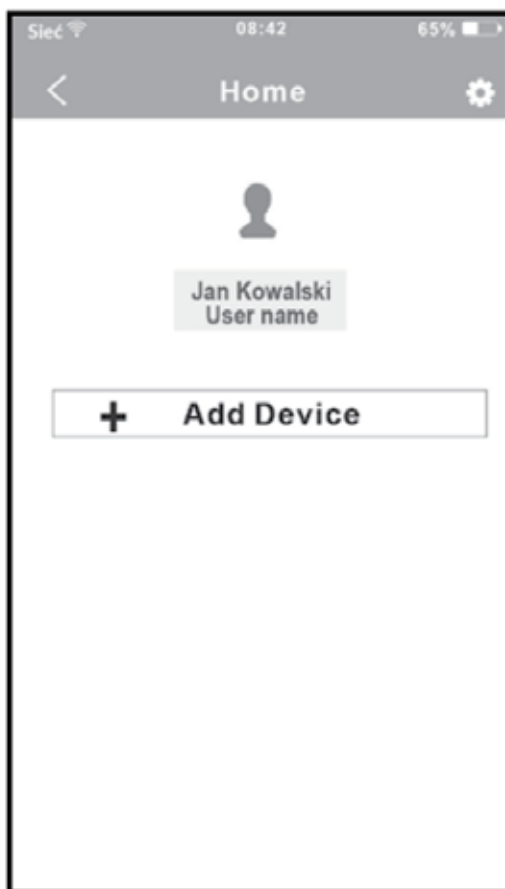 Sieć 08:42 65%
Home
Jan Kowalski
User name
+ Add Device